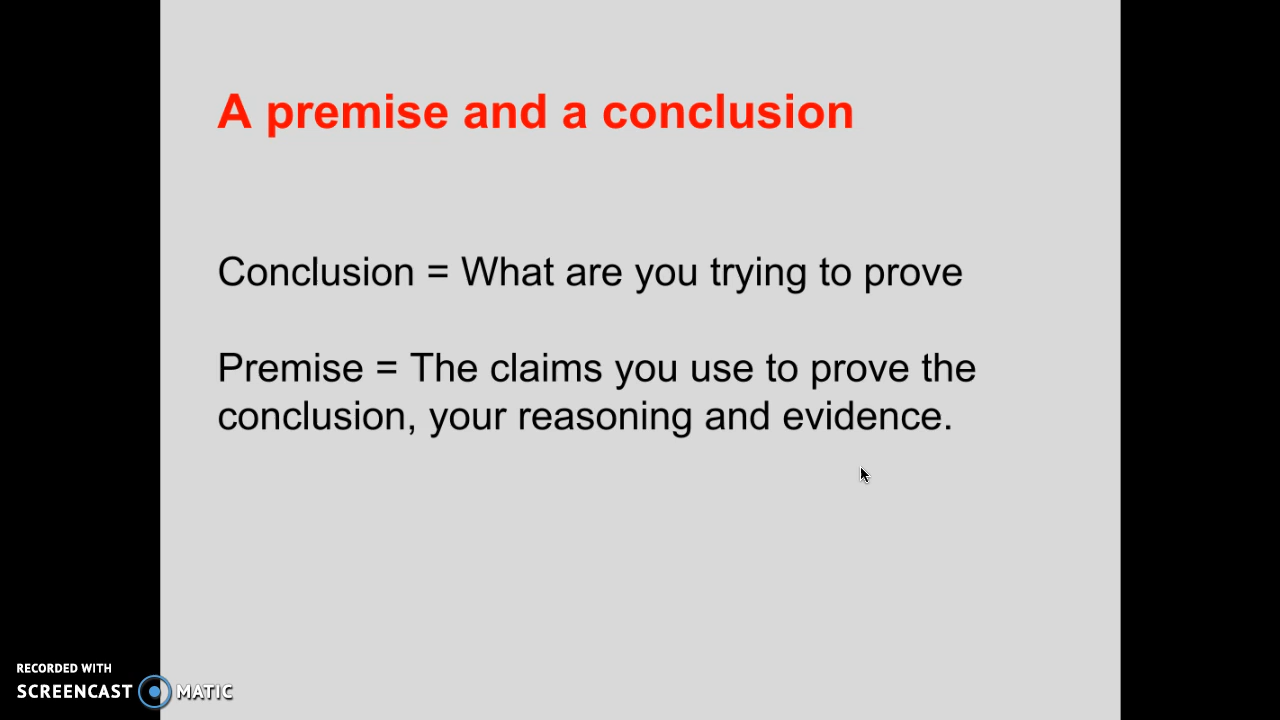 A premise and a conclusion
Conclusion = What are you trying to prove
Premise = The claims you use to prove the
conclusion, your reasoning and evidence.
RECORDED WITH
SCREENCAST MATIC